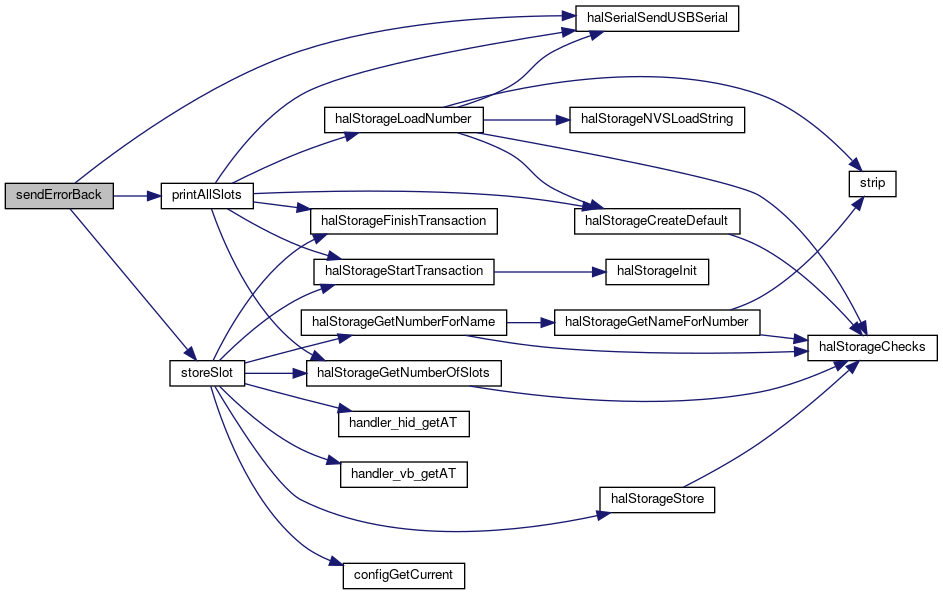 halSerialSendUSBSerial
halStorageLoadNumber
halStorageNVSLoadString
strip
sendErrorBack
printAllSlots
halStorageFinishTransaction
halStorageCreateDefault
halStorageStartTransaction
halStorageInit
halStorageGetNumberForName
halStorageGetNameForNumber
halStorageChecks
storeSlot
halStorageGetNumberOfSlots
handler_hid_getAT
handler_vb_getAT
halStorageStore
configGetCurrent